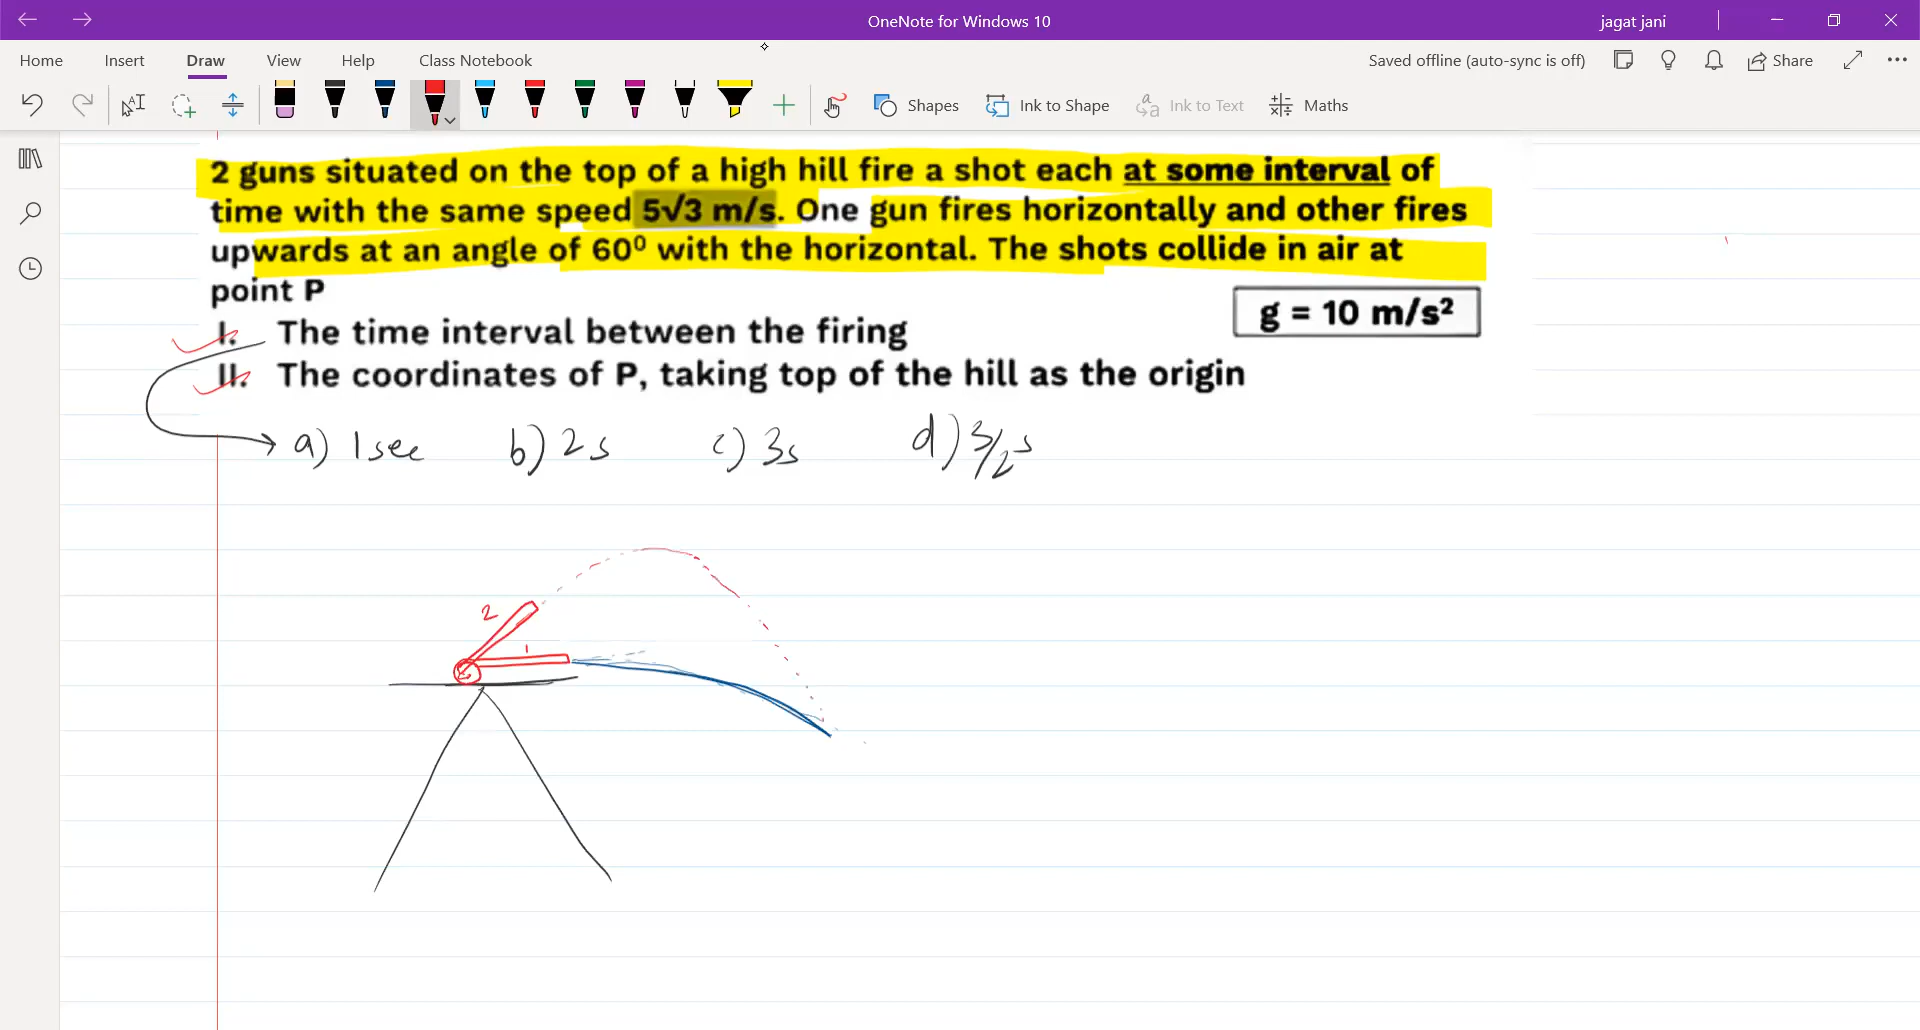 OneNote for Windows 10
jagat jani
Home Insert Draw View Help Class Notebook
Saved offline (auto-sync is off) Share
Shapes Ink to Shape Ink to Text Maths
2 guns situated on the top of a high hill fire a shot each at some interval of
time with the same speed 5√3 m/s. One gun fires horizontally and other fires
upwards at an angle of 60⁰ with the horizontal. The shots collide in air at
point P
g = 10 m/s²
I. The time interval between the firing
II. The coordinates of P, taking top of the hill as the origin
a) 1 sec b) 2s c) 3s d) 3/2 s
2
1